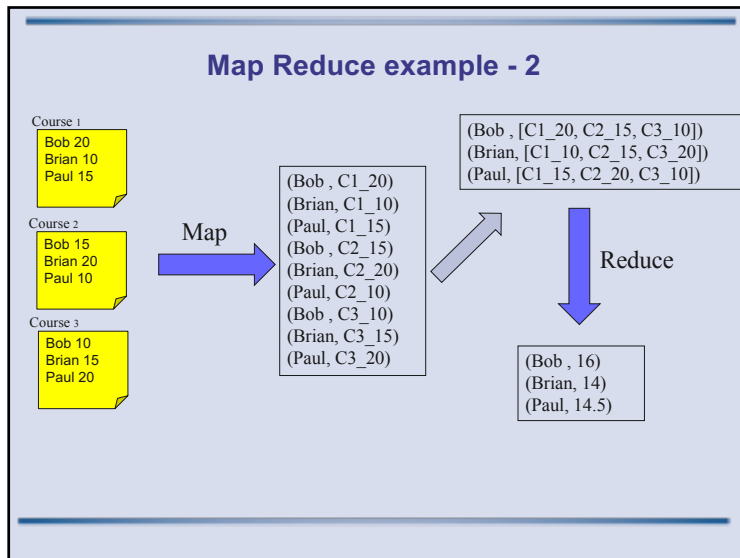 Map Reduce example - 2
Course 1
Bob 20
Brian 10
Paul 15
Course 2
Bob 15
Brian 20
Paul 10
Course 3
Bob 10
Brian 15
Paul 20
Map
(Bob , C1_20)
(Brian, C1_10)
(Paul, C1_15)
(Bob , C2_15)
(Brian, C2_20)
(Paul, C2_10)
(Bob , C3_10)
(Brian, C3_15)
(Paul, C3_20)
(Bob , [C1_20, C2_15, C3_10])
(Brian, [C1_10, C2_15, C3_20])
(Paul, [C1_15, C2_20, C3_10])
Reduce
(Bob , 16)
(Brian, 14)
(Paul, 14.5)